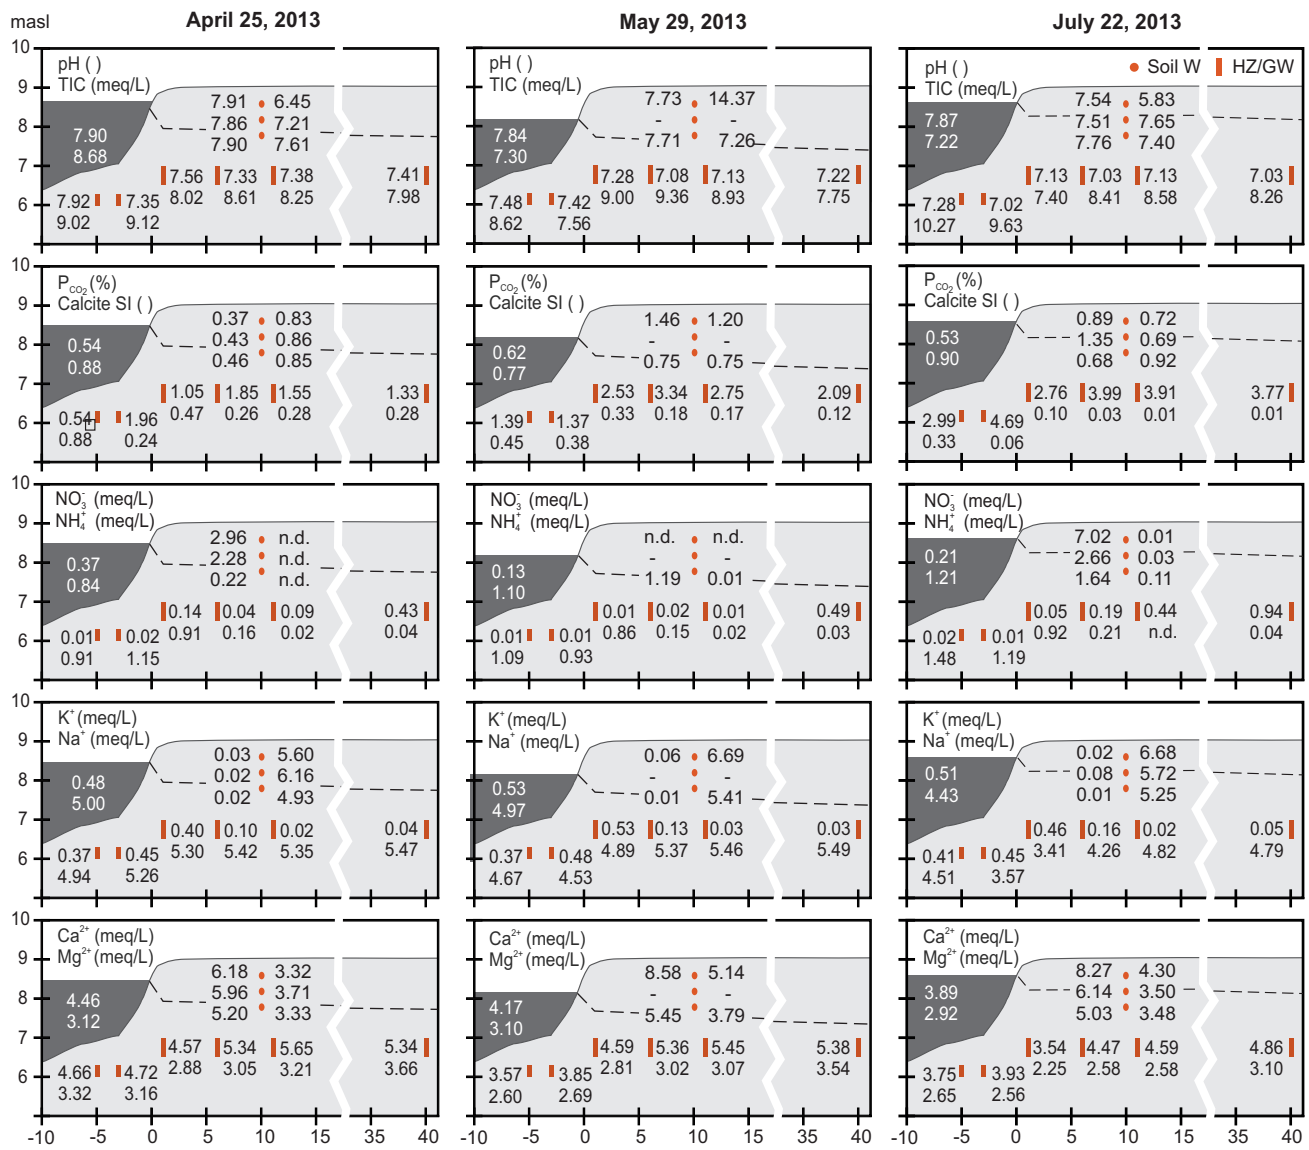 masl
April 25, 2013
May 29, 2013
July 22, 2013
10
pH ( )
TIC (meq/L)
9
8
7
6
7.90
8.68
7.91 6.45
7.86 7.21
7.90 7.61
7.56 7.33 7.38 7.41
8.02 8.61 8.25 7.98
7.92 7.35
9.02 9.12
pH ( )
TIC (meq/L)
7.84
7.30
7.73 14.37
- -
7.71 7.26
7.28 7.08 7.13 7.22
9.00 9.36 8.93 7.75
7.48 7.42
8.62 7.56
pH ( )
TIC (meq/L)
Soil W HZ/GW
7.87
7.22
7.54 5.83
7.51 7.65
7.76 7.40
7.13 7.03 7.13 7.03
7.40 8.41 8.58 8.26
7.28 7.02
10.27 9.63
10
9
8
7
6
P CO₂ (%)
Calcite SI ( )
0.54
0.88
0.37 0.83
0.43 0.86
0.46 0.85
1.05 1.85 1.55 1.33
0.47 0.26 0.28 0.28
0.54 1.96
0.88 0.24
P CO₂ (%)
Calcite SI ( )
0.62
0.77
1.46 1.20
- -
0.75 0.75
2.53 3.34 2.75 2.09
0.33 0.18 0.17 0.12
1.39 1.37
0.45 0.38
P CO₂ (%)
Calcite SI ( )
0.53
0.90
0.89 0.72
1.35 0.69
0.68 0.92
2.76 3.99 3.91 3.77
0.10 0.03 0.01 0.01
2.99 4.69
0.33 0.06
10
9
8
7
6
NO₃⁻ (meq/L)
NH₄⁺ (meq/L)
0.37
0.84
2.96 n.d.
2.28 n.d.
0.22 n.d.
0.14 0.04 0.09 0.43
0.91 0.16 0.02 0.04
0.01 0.02
0.91 1.15
NO₃⁻ (meq/L)
NH₄⁺ (meq/L)
0.13
1.10
n.d. n.d.
- -
1.19 0.01
0.01 0.02 0.01 0.49
0.86 0.15 0.02 0.03
0.01 0.01
1.09 0.93
NO₃⁻ (meq/L)
NH₄⁺ (meq/L)
0.21
1.21
7.02 0.01
2.66 0.03
1.64 0.11
0.05 0.19 0.44 0.94
0.92 0.21 n.d. 0.04
0.02 0.01
1.48 1.19
10
9
8
7
6
K⁺ (meq/L)
Na⁺ (meq/L)
0.48
5.00
0.03 5.60
0.02 6.16
0.02 4.93
0.40 0.10 0.02 0.04
5.30 5.42 5.35 5.47
0.37 0.45
4.94 5.26
K⁺ (meq/L)
Na⁺ (meq/L)
0.53
4.97
0.06 6.69
- -
0.01 5.41
0.53 0.13 0.03 0.03
4.89 5.37 5.46 5.49
0.37 0.48
4.67 4.53
K⁺ (meq/L)
Na⁺ (meq/L)
0.51
4.43
0.02 6.68
0.08 5.72
0.01 5.25
0.46 0.16 0.02 0.05
3.41 4.26 4.82 4.79
0.41 0.45
4.51 3.57
10
9
8
7
6
Ca²⁺ (meq/L)
Mg²⁺ (meq/L)
4.46
3.12
6.18 3.32
5.96 3.71
5.20 3.33
4.57 5.34 5.65 5.34
2.88 3.05 3.21 3.66
4.66 4.72
3.32 3.16
Ca²⁺ (meq/L)
Mg²⁺ (meq/L)
4.17
3.10
8.58 5.14
- -
5.45 3.79
4.59 5.36 5.45 5.38
2.81 3.02 3.07 3.54
3.57 3.85
2.60 2.69
Ca²⁺ (meq/L)
Mg²⁺ (meq/L)
3.89
2.92
8.27 4.30
6.14 3.50
5.03 3.48
3.54 4.47 4.59 4.86
2.25 2.58 2.58 3.10
3.75 3.93
2.65 2.56
-10 -5 0 5 10 15 35 40
-10 -5 0 5 10 15 35 40
-10 -5 0 5 10 15 35 40